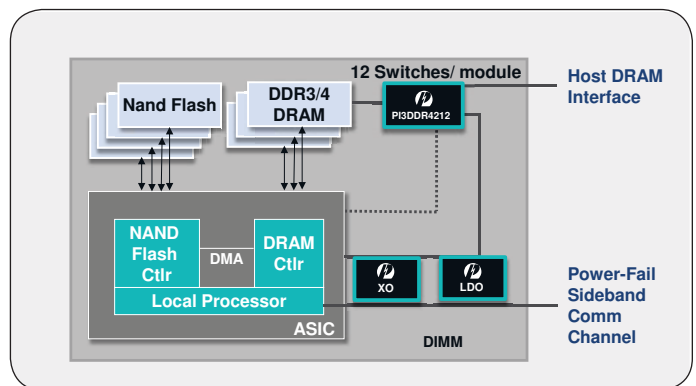 12 Switches/ module
Nand Flash
DDR3/4
DRAM
PI3DDR4212
Host DRAM
Interface
NAND
Flash
Ctlr
DMA
DRAM
Ctlr
Local Processor
ASIC
XO
LDO
DIMM
Power-Fail
Sideband
Comm
Channel